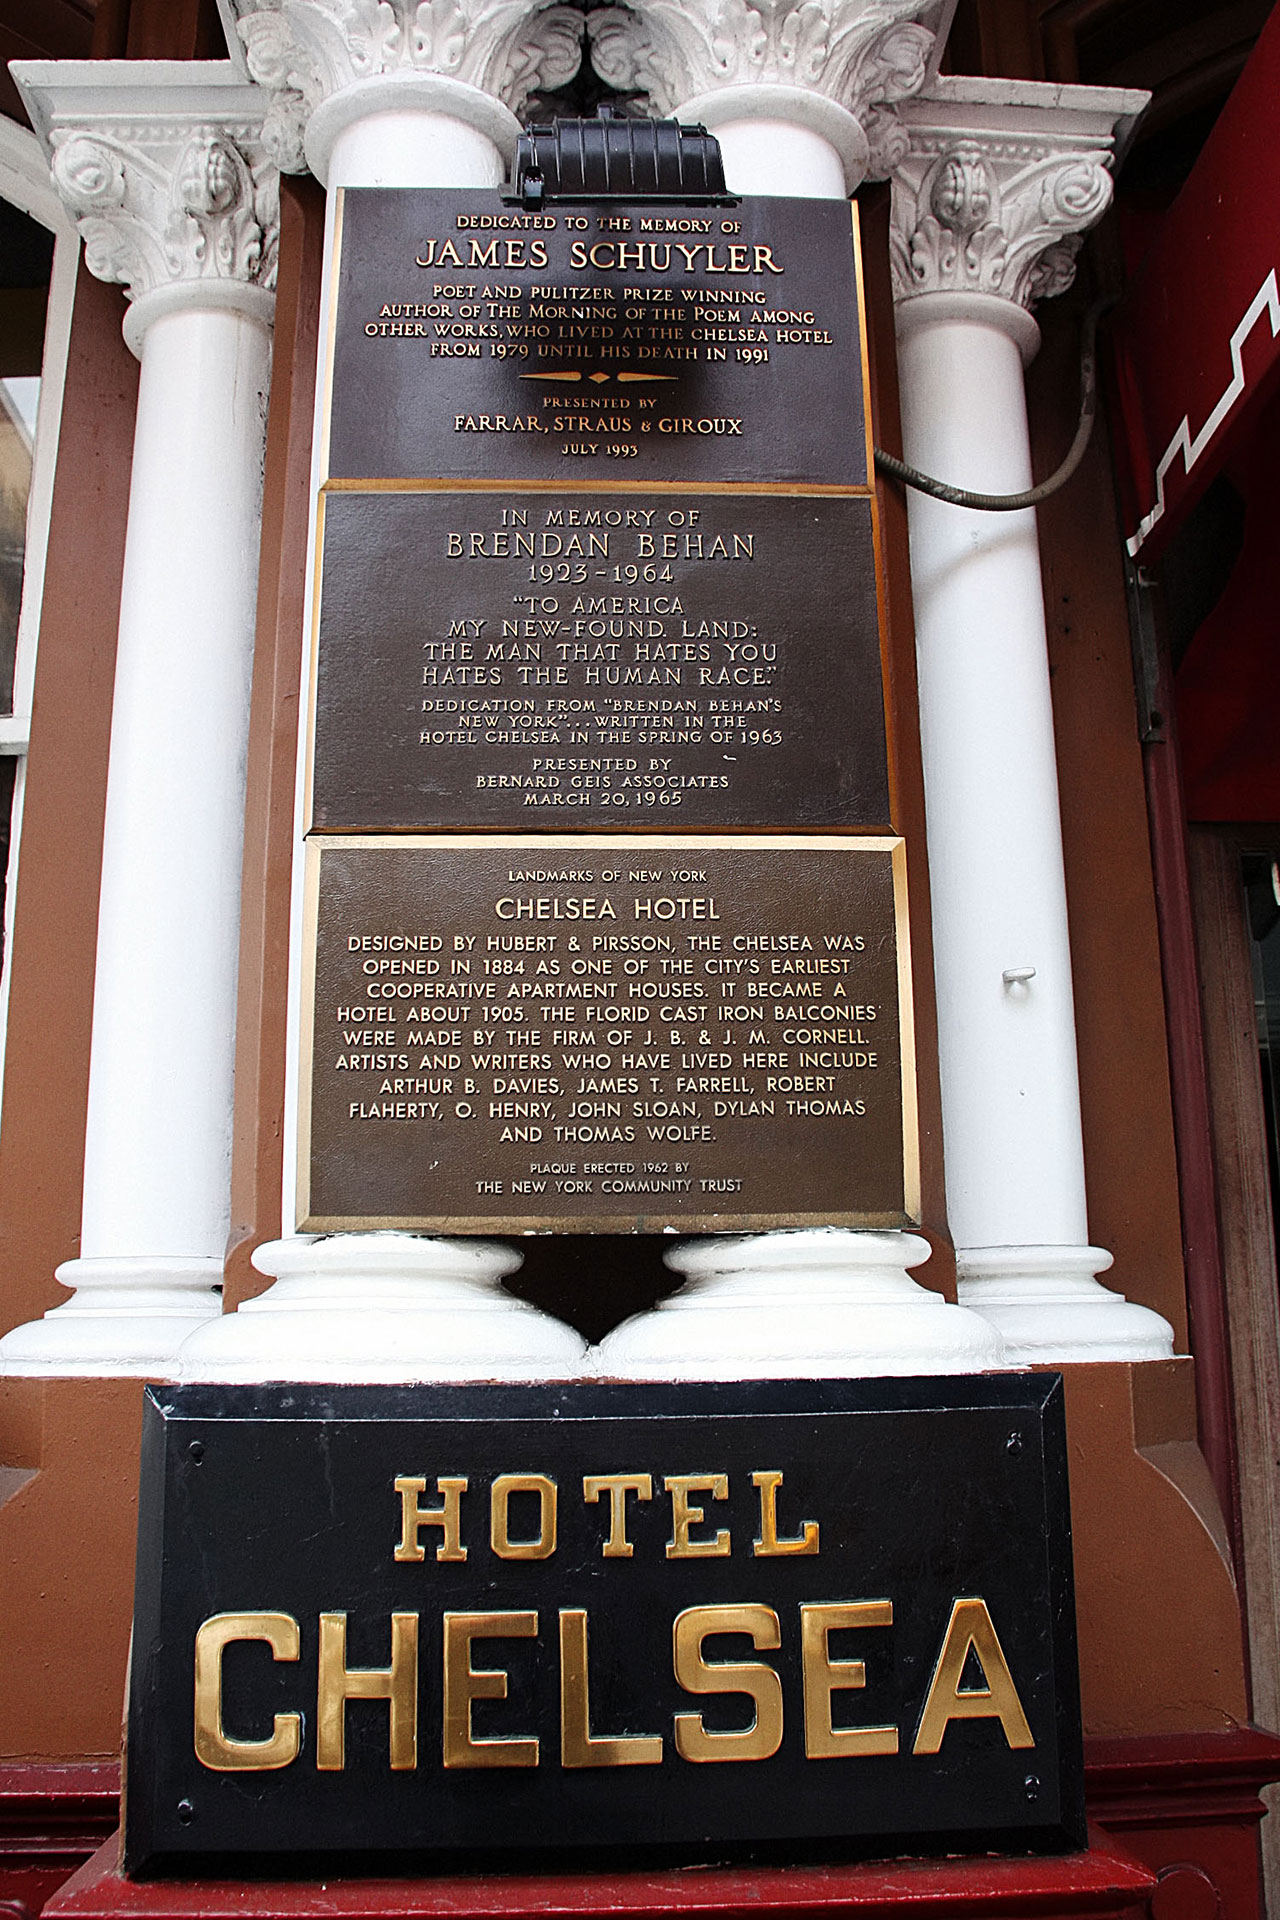 DEDICATED TO THE MEMORY OF
JAMES SCHUYLER
POET AND PULITZER PRIZE WINNING
AUTHOR OF THE MORNING OF THE POEM AMONG
OTHER WORKS, WHO LIVED AT THE CHELSEA HOTEL
FROM 1979 UNTIL HIS DEATH IN 1991
PRESENTED BY
FARRAR, STRAUS & GIROUX
JULY 1993
IN MEMORY OF
BRENDAN BEHAN
1923-1964
"TO AMERICA
MY NEW-FOUND. LAND:
THE MAN THAT HATES YOU
HATES THE HUMAN RACE."
DEDICATION FROM "BRENDAN BEHAN'S
NEW YORK"... WRITTEN IN THE
HOTEL CHELSEA IN THE SPRING OF 1963
PRESENTED BY
BERNARD GEIS ASSOCIATES
MARCH 20, 1965
LANDMARKS OF NEW YORK
CHELSEA HOTEL
DESIGNED BY HUBERT & PIRSSON, THE CHELSEA WAS
OPENED IN 1884 AS ONE OF THE CITY'S EARLIEST
COOPERATIVE APARTMENT HOUSES. IT BECAME A
HOTEL ABOUT 1905. THE FLORID CAST IRON BALCONIES
WERE MADE BY THE FIRM OF J. B. & J. M. CORNELL.
ARTISTS AND WRITERS WHO HAVE LIVED HERE INCLUDE
ARTHUR B. DAVIES, JAMES T. FARRELL, ROBERT
FLAHERTY, O. HENRY, JOHN SLOAN, DYLAN THOMAS
AND THOMAS WOLFE.
PLAQUE ERECTED 1962 BY
THE NEW YORK COMMUNITY TRUST
HOTEL
CHELSEA